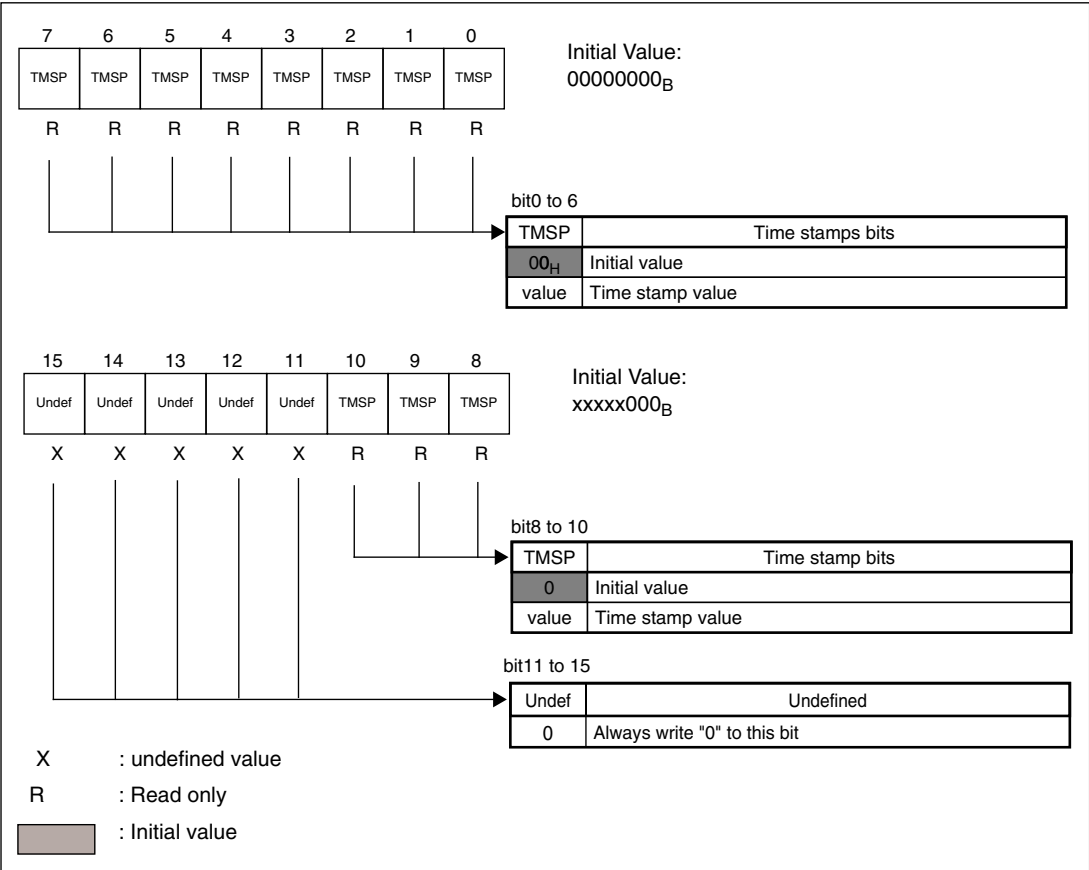 7 6 5 4 3 2 1 0
Initial Value:
TMSP TMSP TMSP TMSP TMSP TMSP TMSP TMSP
00000000B
R R R R R R R R
bit0 to 6
TMSP Time stamps bits
00H Initial value
value Time stamp value
15 14 13 12 11 10 9 8
Initial Value:
Undef Undef Undef Undef Undef TMSP TMSP TMSP
xxxxx000B
X X X X X R R R
bit8 to 10
TMSP Time stamp bits
0 Initial value
value Time stamp value
bit11 to 15
Undef Undefined
0 Always write "0" to this bit
X : undefined value
R : Read only
: Initial value